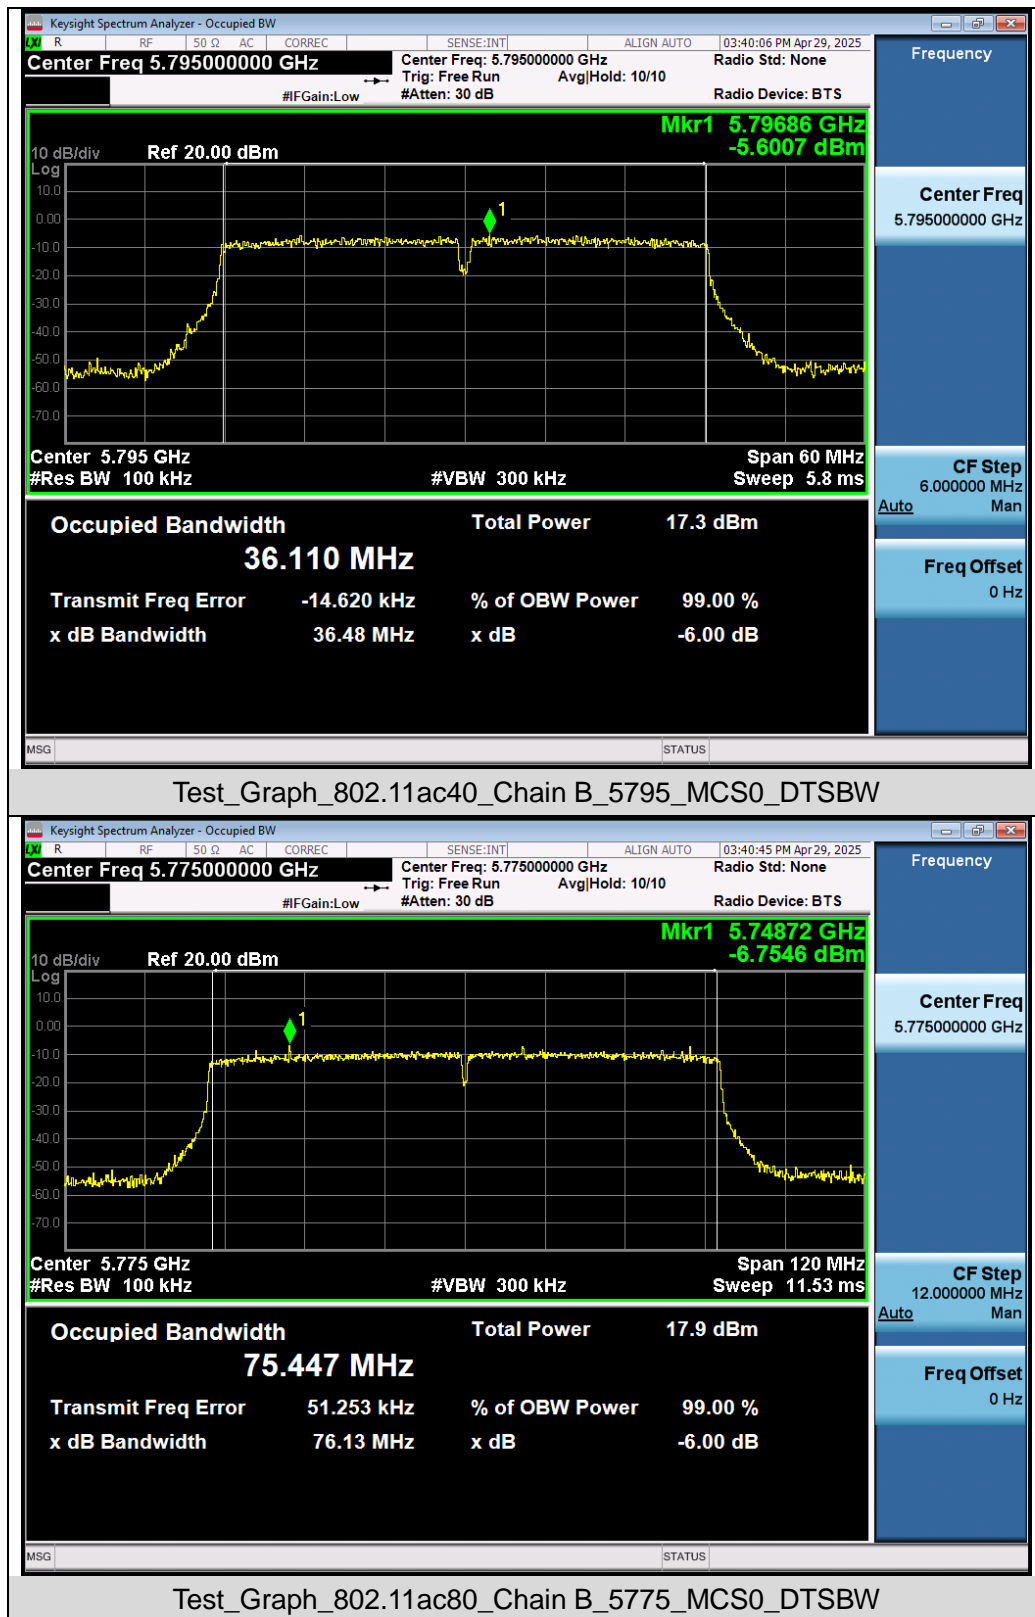 Keysight Spectrum Analyzer - Occupied BW
LXI R RF 50 Ω AC CORREC SENSE:INT ALIGN AUTO 03:40:06 PM Apr 29, 2025
Center Freq 5.795000000 GHz
Center Freq: 5.795000000 GHz
Radio Std: None
Trig: Free Run Avg|Hold: 10/10
#IFGain:Low
#Atten: 30 dB
Radio Device: BTS
Frequency
Mkr1 5.79686 GHz
-5.6007 dBm
10 dB/div Ref 20.00 dBm
Log
10.0
0.00
-10.0
-20.0
-30.0
-40.0
-50.0
-60.0
-70.0
1
Center Freq
5.795000000 GHz
Center 5.795 GHz Span 60 MHz
#Res BW 100 kHz #VBW 300 kHz Sweep 5.8 ms
CF Step
6.000000 MHz
Auto Man
Freq Offset
0 Hz
Occupied Bandwidth Total Power 17.3 dBm
36.110 MHz
Transmit Freq Error -14.620 kHz % of OBW Power 99.00 %
x dB Bandwidth 36.48 MHz x dB -6.00 dB
MSG STATUS
Test_Graph_802.11ac40_Chain B_5795_MCS0_DTSBW
Keysight Spectrum Analyzer - Occupied BW
LXI R RF 50 Ω AC CORREC SENSE:INT ALIGN AUTO 03:40:45 PM Apr 29, 2025
Center Freq 5.775000000 GHz
Center Freq: 5.775000000 GHz
Radio Std: None
Trig: Free Run Avg|Hold: 10/10
#IFGain:Low
#Atten: 30 dB
Radio Device: BTS
Frequency
Mkr1 5.74872 GHz
-6.7546 dBm
10 dB/div Ref 20.00 dBm
Log
10.0
0.00
-10.0
-20.0
-30.0
-40.0
-50.0
-60.0
-70.0
1
Center Freq
5.775000000 GHz
Center 5.775 GHz Span 120 MHz
#Res BW 100 kHz #VBW 300 kHz Sweep 11.53 ms
CF Step
12.000000 MHz
Auto Man
Freq Offset
0 Hz
Occupied Bandwidth Total Power 17.9 dBm
75.447 MHz
Transmit Freq Error 51.253 kHz % of OBW Power 99.00 %
x dB Bandwidth 76.13 MHz x dB -6.00 dB
MSG STATUS
Test_Graph_802.11ac80_Chain B_5775_MCS0_DTSBW